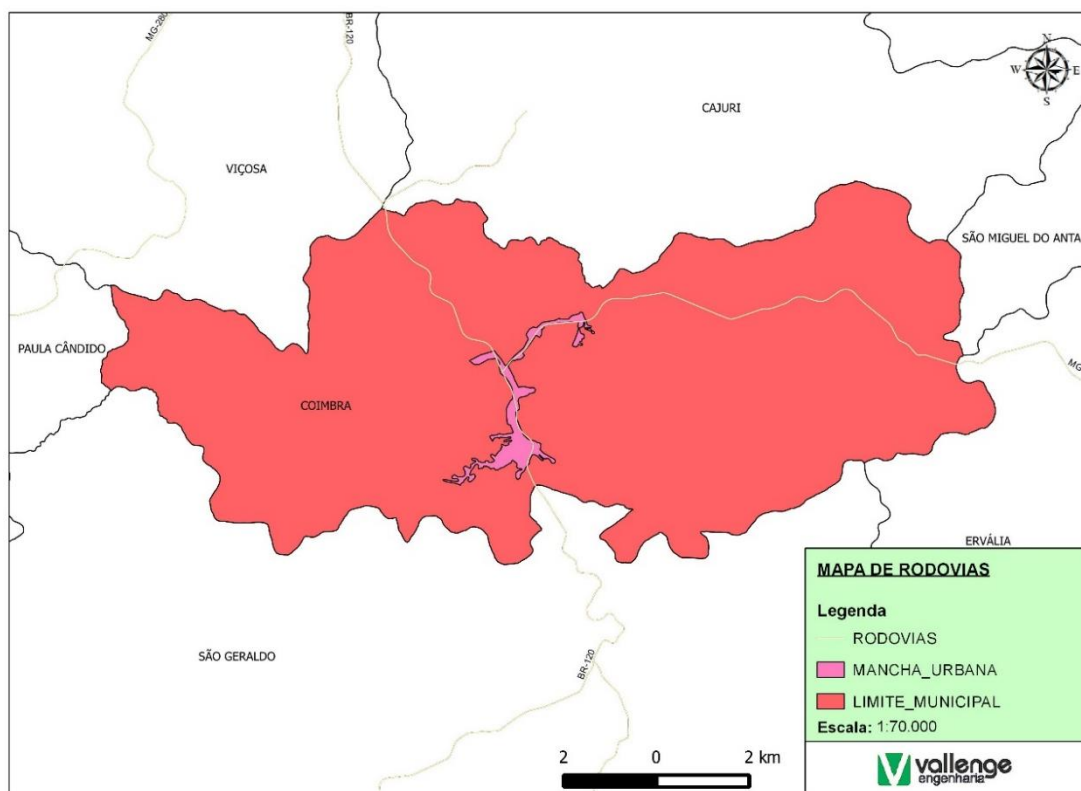 MG-280
BR-120
N
W E
S
CAJURI
VIÇOSA
SÃO MIGUEL DO ANTA
PAULA CÂNDIDO
MG
COIMBRA
ERVÁLIA
SÃO GERALDO
BR-120
MAPA DE RODOVIAS
Legenda
RODOVIAS
MANCHA_URBANA
LIMITE_MUNICIPAL
Escala: 1:70.000
2 0 2 km
vallenge
engenharia